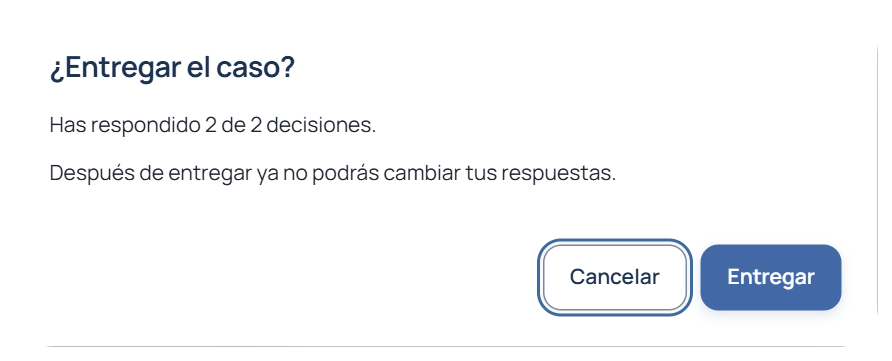 ¿Entregar el caso?
Has respondido 2 de 2 decisiones.
Después de entregar ya no podrás cambiar tus respuestas.
Cancelar
Entregar